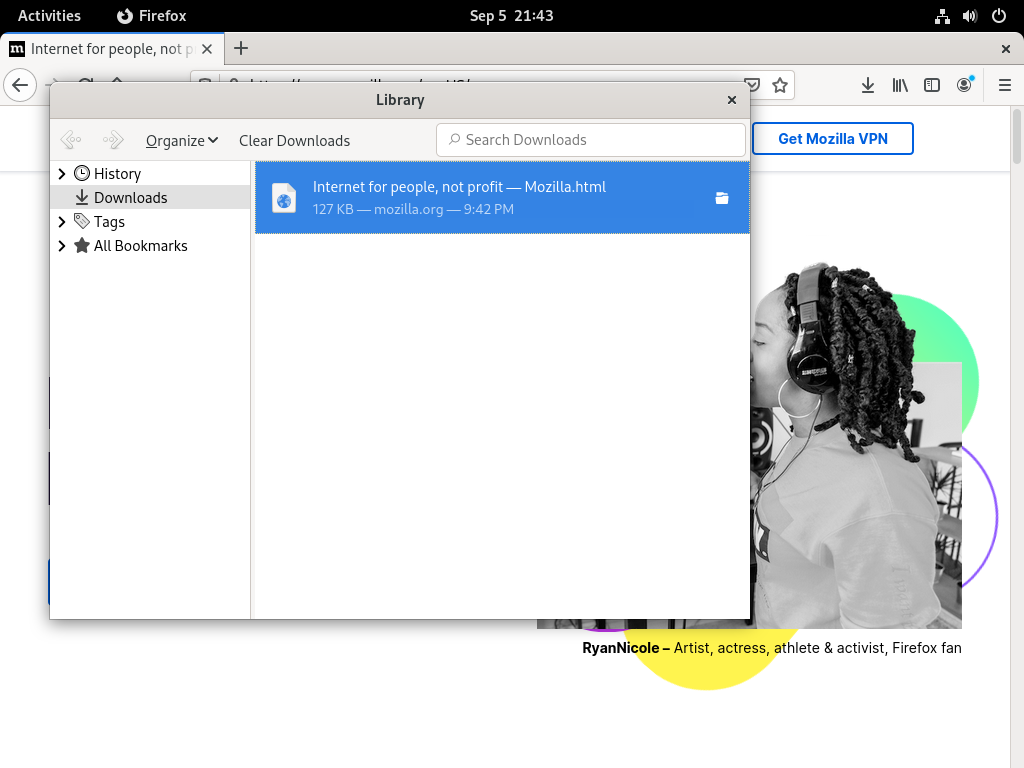 Activities
Firefox
Sep 5 21:43
Internet for people, not p
Library
Organize
Clear Downloads
Search Downloads
Get Mozilla VPN
History
Downloads
Tags
All Bookmarks
Internet for people, not profit — Mozilla.html
127 KB — mozilla.org — 9:42 PM
RyanNicole – Artist, actress, athlete & activist, Firefox fan